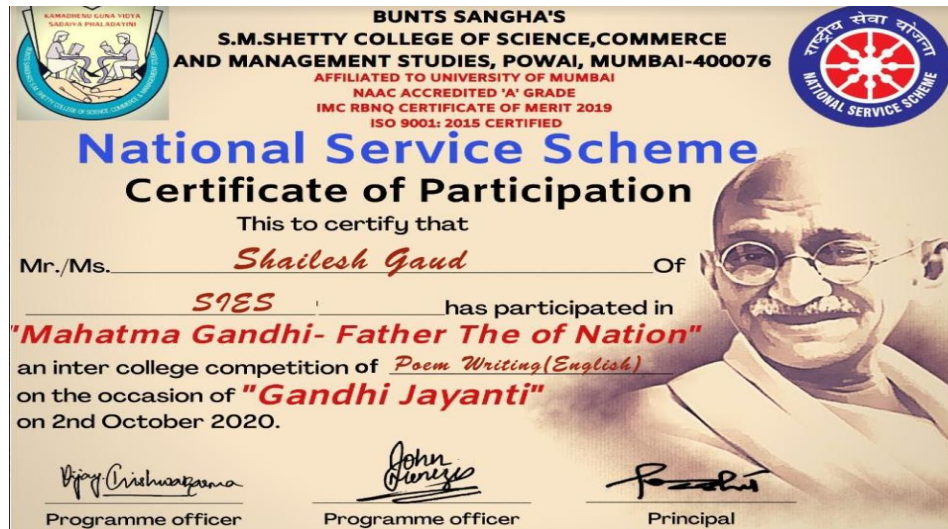 KAMADHENU GUNA VIDYA
SADAIVA PHALADAYINI
BUNTS SANGHA'S
S.M.SHETTY COLLEGE OF SCIENCE,COMMERCE
AND MANAGEMENT STUDIES, POWAI, MUMBAI-400076
AFFILIATED TO UNIVERSITY OF MUMBAI
NAAC ACCREDITED 'A' GRADE
IMC RBNQ CERTIFICATE OF MERIT 2019
ISO 9001: 2015 CERTIFIED
राष्ट्रीय सेवा योजना
NATIONAL SERVICE SCHEME
National Service Scheme
Certificate of Participation
This to certify that
Mr./Ms. Shailesh Gaud Of
SIES has participated in
"Mahatma Gandhi- Father The of Nation"
an inter college competition of Poem Writing(English)
on the occasion of "Gandhi Jayanti"
on 2nd October 2020.
Vijay
John
Programme officer Programme officer Principal